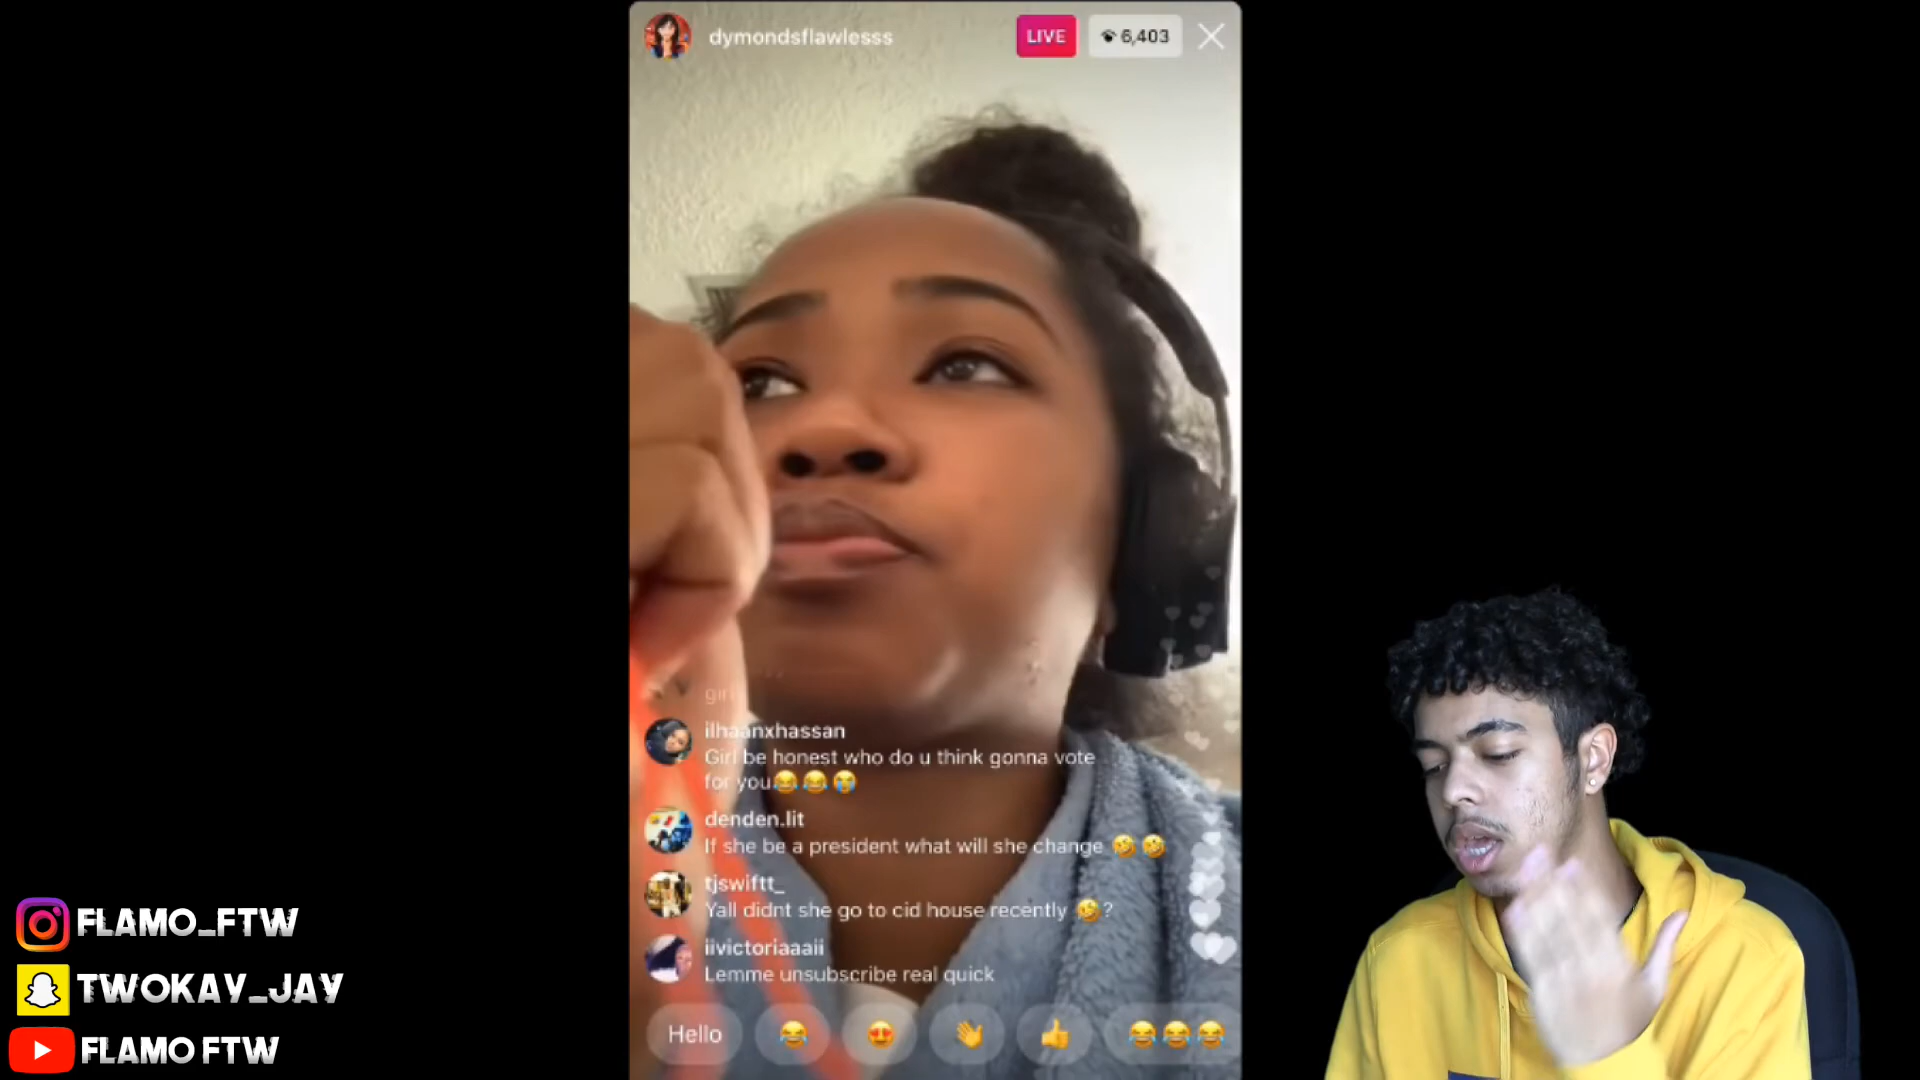 dymondsflawlesss
LIVE
6,403
girl
ilhaanxhassan
Girl be honest who do u think gonna vote
for you😂😂😭
denden.lit
If she be a president what will she change 🤣🤣
tjswiftt_
Yall didnt she go to cid house recently 🤣?
iivictoriaaaii
Lemme unsubscribe real quick
Hello 😂 😍 👋 👍 😂😂😂
FLAMO_FTW
TWOKAY_JAY
FLAMO FTW